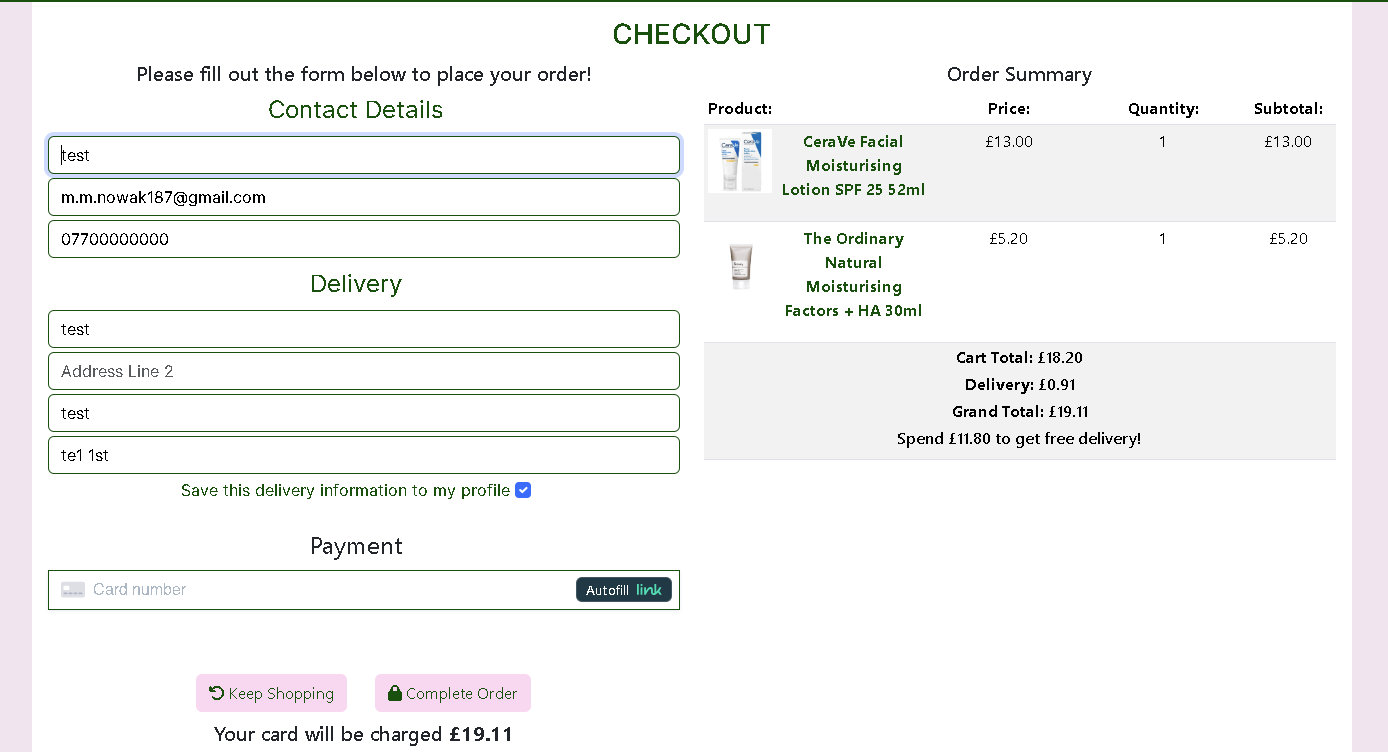 CHECKOUT
Please fill out the form below to place your order!
Contact Details
test
m.m.nowak187@gmail.com
07700000000
Delivery
test
Address Line 2
test
te1 1st
Save this delivery information to my profile
Payment
Card number
Autofill link
Keep Shopping
Complete Order
Your card will be charged £19.11
Order Summary
Product: Price: Quantity: Subtotal:
CeraVe Facial £13.00 1 £13.00
Moisturising
Lotion SPF 25 52ml
The Ordinary £5.20 1 £5.20
Natural
Moisturising
Factors + HA 30ml
Cart Total: £18.20
Delivery: £0.91
Grand Total: £19.11
Spend £11.80 to get free delivery!